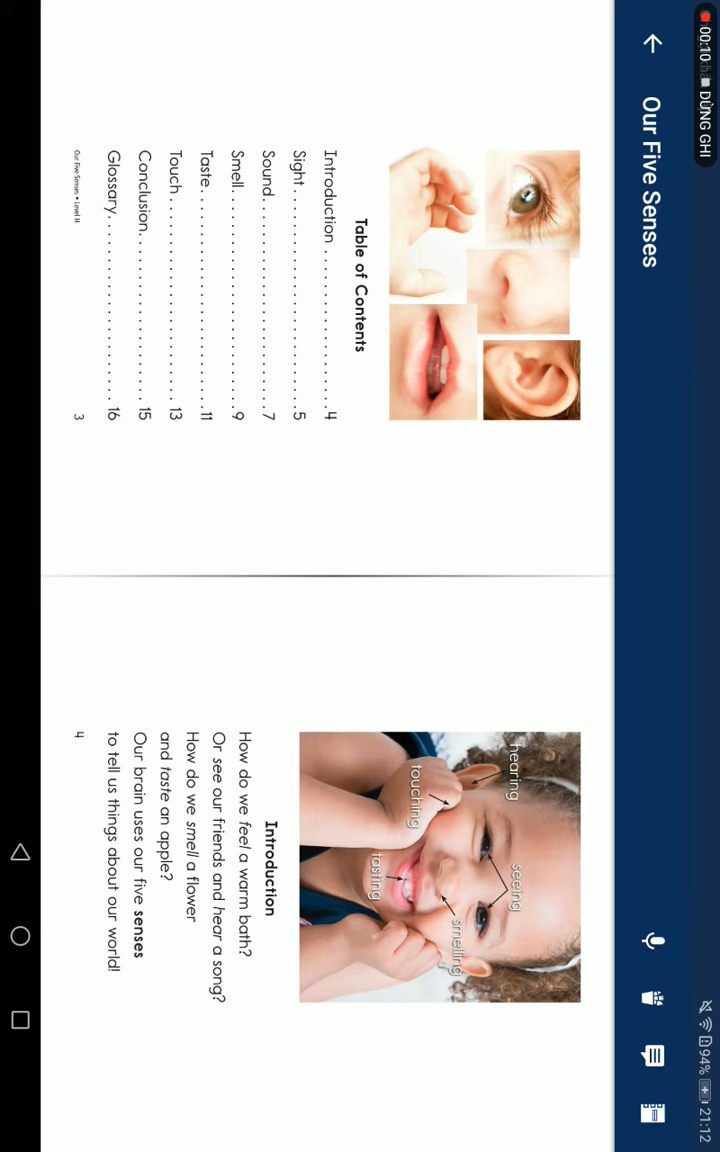 00:10 ■ DỪNG GHI
94% 21:12
Our Five Senses
Table of Contents
Introduction . . . . . . . . . . . . . . . . . . 4
Sight. . . . . . . . . . . . . . . . . . . . . . . . 5
Sound. . . . . . . . . . . . . . . . . . . . . . . 7
Smell. . . . . . . . . . . . . . . . . . . . . . . . 9
Taste. . . . . . . . . . . . . . . . . . . . . . . . 11
Touch . . . . . . . . . . . . . . . . . . . . . . . 13
Conclusion. . . . . . . . . . . . . . . . . . . 15
Glossary . . . . . . . . . . . . . . . . . . . . . 16
Our Five Senses • Level H
3
hearing
seeing
touching
smelling
tasting
Introduction
How do we feel a warm bath?
Or see our friends and hear a song?
How do we smell a flower
and taste an apple?
Our brain uses our five senses
to tell us things about our world!
4